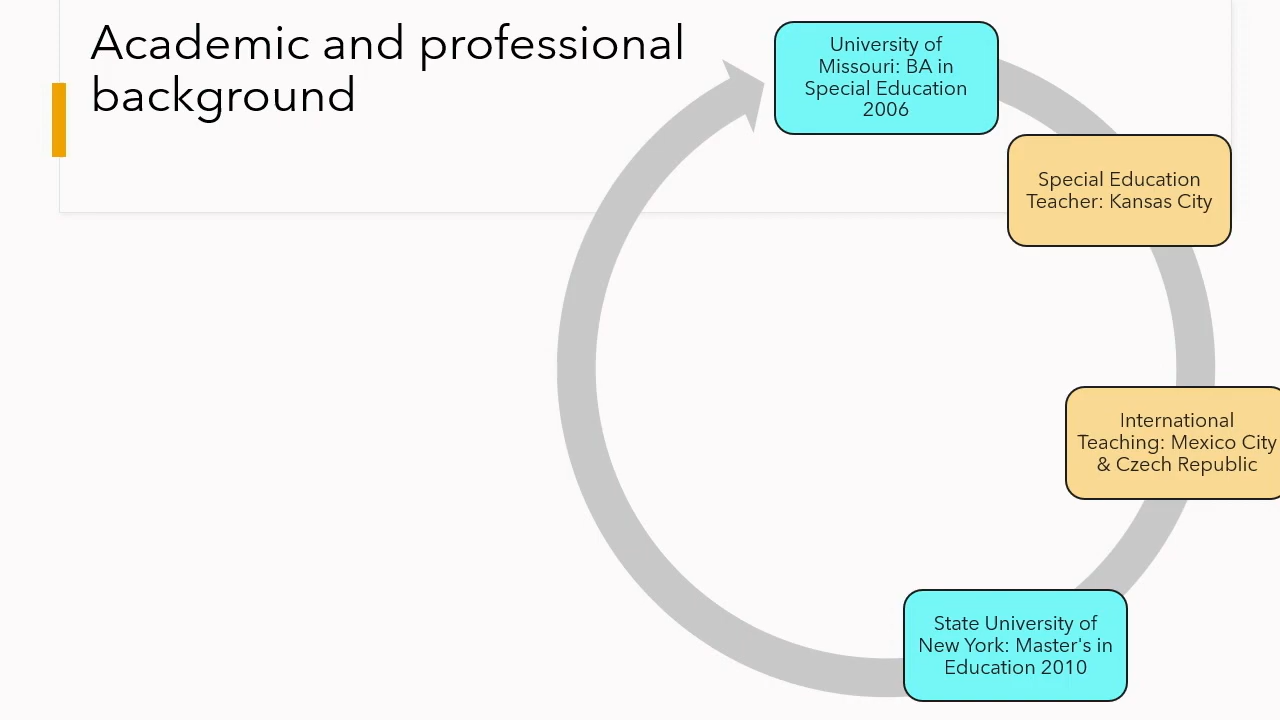 Academic and professional
background
University of
Missouri: BA in
Special Education
2006
Special Education
Teacher: Kansas City
International
Teaching: Mexico City
& Czech Republic
State University of
New York: Master's in
Education 2010